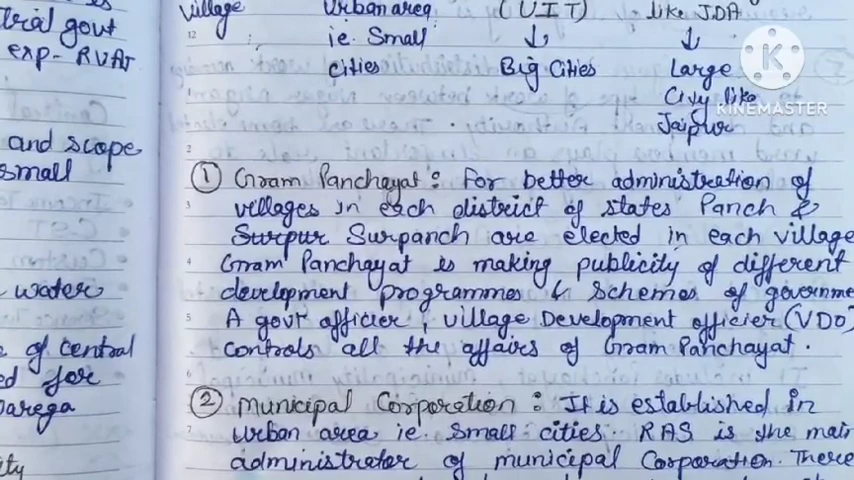 tral govt
exp- RVAT
and scope
small
water
e of central
ed for
village
Urban area
ie. Small
cities
(UIT)
↓
Big Cities
like JDA
↓
Large
City like
Jaipur
K
KINEMASTER
① Gram Panchayat : For better administration of
villages in each district of states Panch &
Surpur Surpanch are elected in each village
Gram Panchayat is making publicity of different
development programmes & schemes of governme
A govt officier, village Development officier (VDO)
controls all the affairs of Gram Panchayat.
② Municipal Corporation : It is established in
urban area ie. small cities. RAS is the main
administrator of municipal Corporation. There